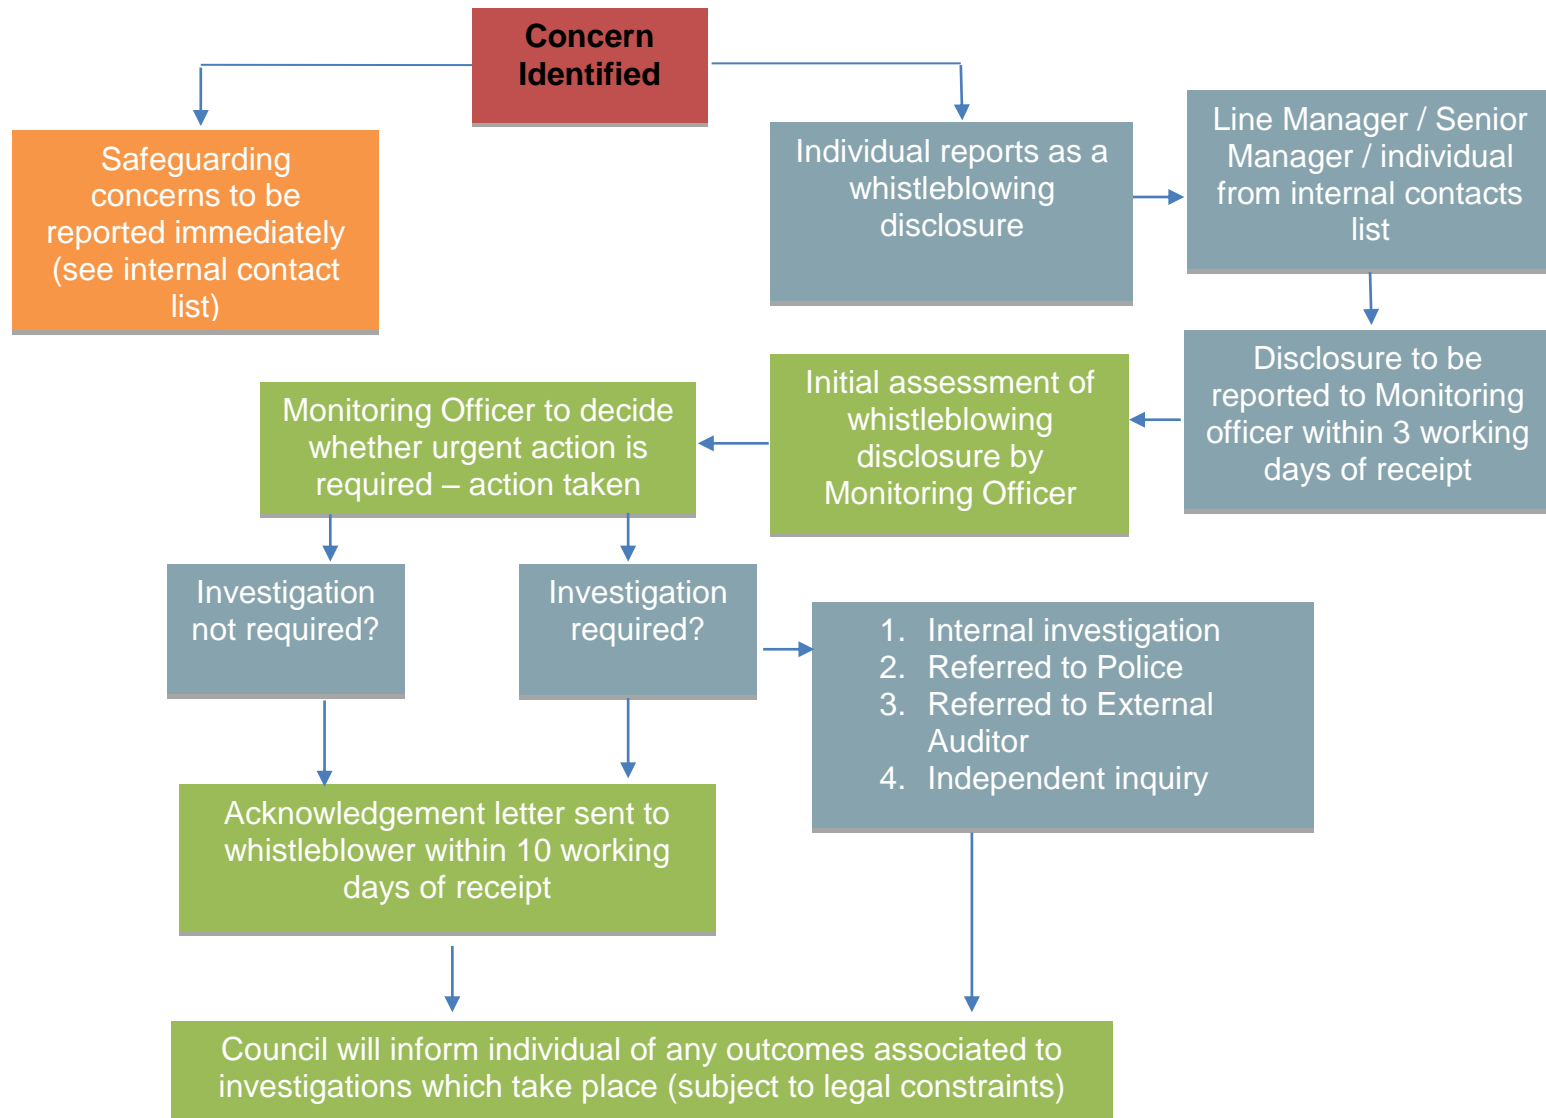 Concern
Identified
Safeguarding
concerns to be
reported immediately
(see internal contact
list)
Individual reports as a
whistleblowing
disclosure
Line Manager / Senior
Manager / individual
from internal contacts
list
Disclosure to be
reported to Monitoring
officer within 3 working
days of receipt
Initial assessment of
whistleblowing
disclosure by
Monitoring Officer
Monitoring Officer to decide
whether urgent action is
required – action taken
Investigation
not required?
Investigation
required?
1. Internal investigation
2. Referred to Police
3. Referred to External
Auditor
4. Independent inquiry
Acknowledgement letter sent to
whistleblower within 10 working
days of receipt
Council will inform individual of any outcomes associated to
investigations which take place (subject to legal constraints)